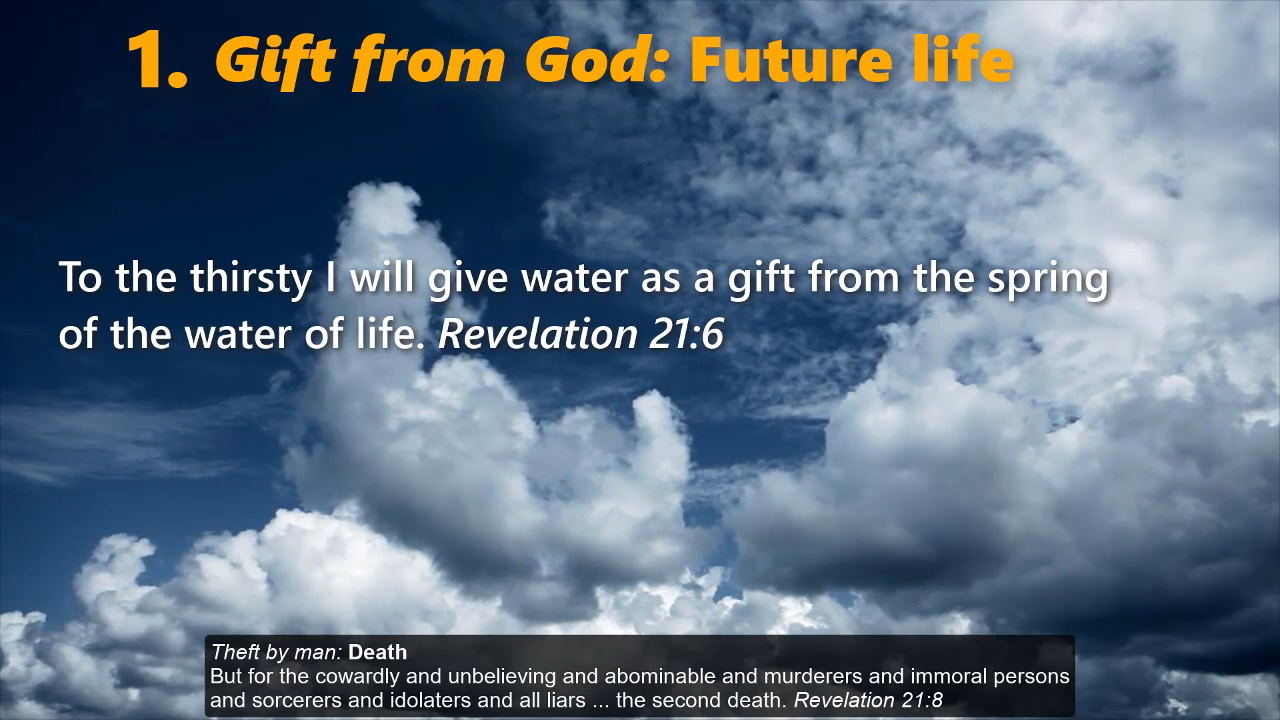 1. Gift from God: Future life
To the thirsty I will give water as a gift from the spring
of the water of life. Revelation 21:6
Theft by man: Death
But for the cowardly and unbelieving and abominable and murderers and immoral persons
and sorcerers and idolaters and all liars ... the second death. Revelation 21:8